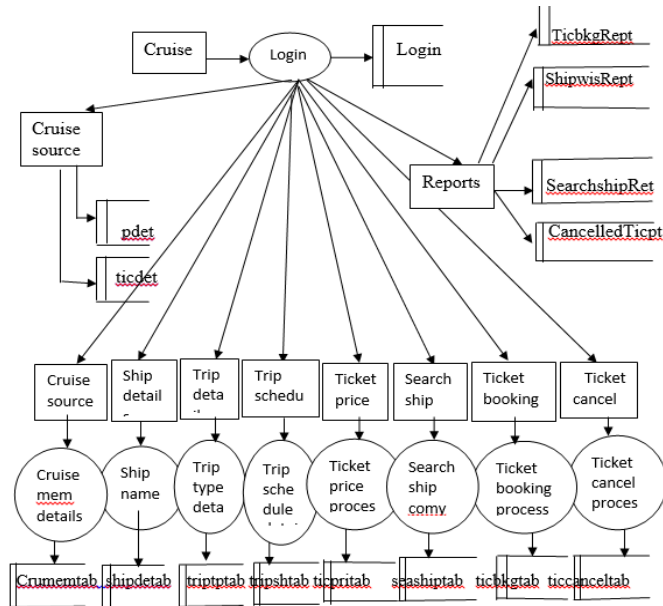 TicbkgRept
Cruise
Login
Login
ShipwisRept
Cruise
source
Reports
SearchshipRet
pdet
CancelledTicpt
ticdet
Cruise
source
Ship
detail
Trip
deta
Trip
schedu
Ticket
price
Search
ship
Ticket
booking
Ticket
cancel
Cruise
mem
details
Ship
name
Trip
type
deta
Trip
sche
dule
Ticket
price
proces
Search
ship
comy
Ticket
booking
process
Ticket
cancel
proces
Crumemtab
shipdetab
triptptab
tripshtab
ticpritab
seashiptab
ticbkgtab
ticcanceltab